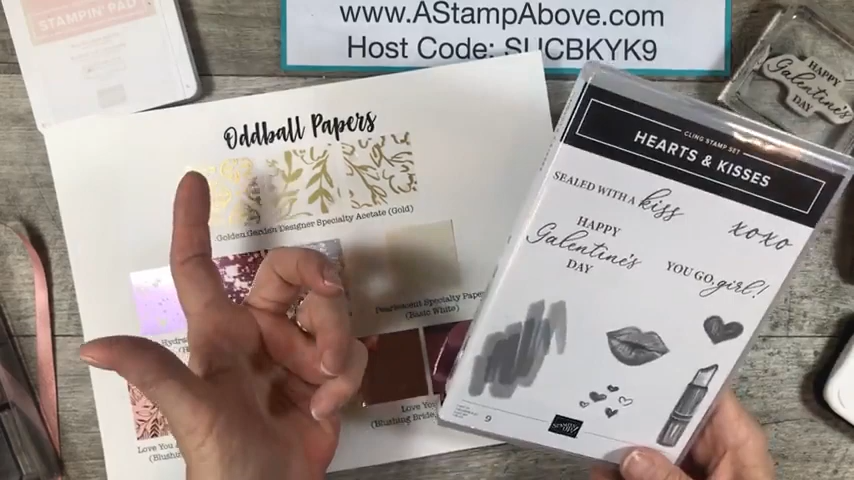 STAMPIN' PAD
www.AStampAbove.com
Host Code: SUCBKYK9
Oddball Papers
Golden Garden Designer Specialty Acetate (Gold)
Pearlescent Specialty Paper
(Basic White)
Love You
(Blushing Bride
Love You
(Blushing
CLING STAMP SET
HEARTS & KISSES
SEALED WITH A kiss
xoxo
HAPPY
Galentine's
DAY
YOU GO, girl!
9
HAPPY
Galentine's
DAY